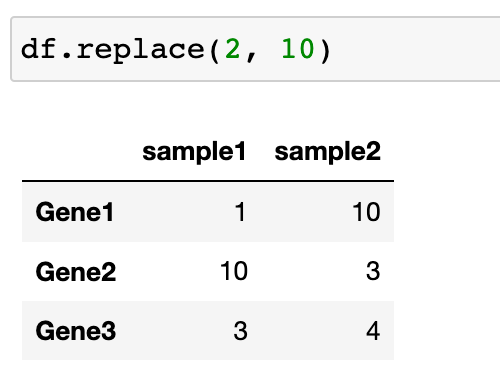 df.replace(2, 10)
sample1 sample2
Gene1 1 10
Gene2 10 3
Gene3 3 4